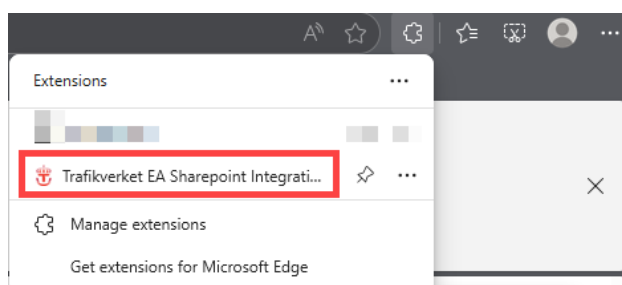 Extensions
Trafikverket EA Sharepoint Integrati...
Manage extensions
Get extensions for Microsoft Edge